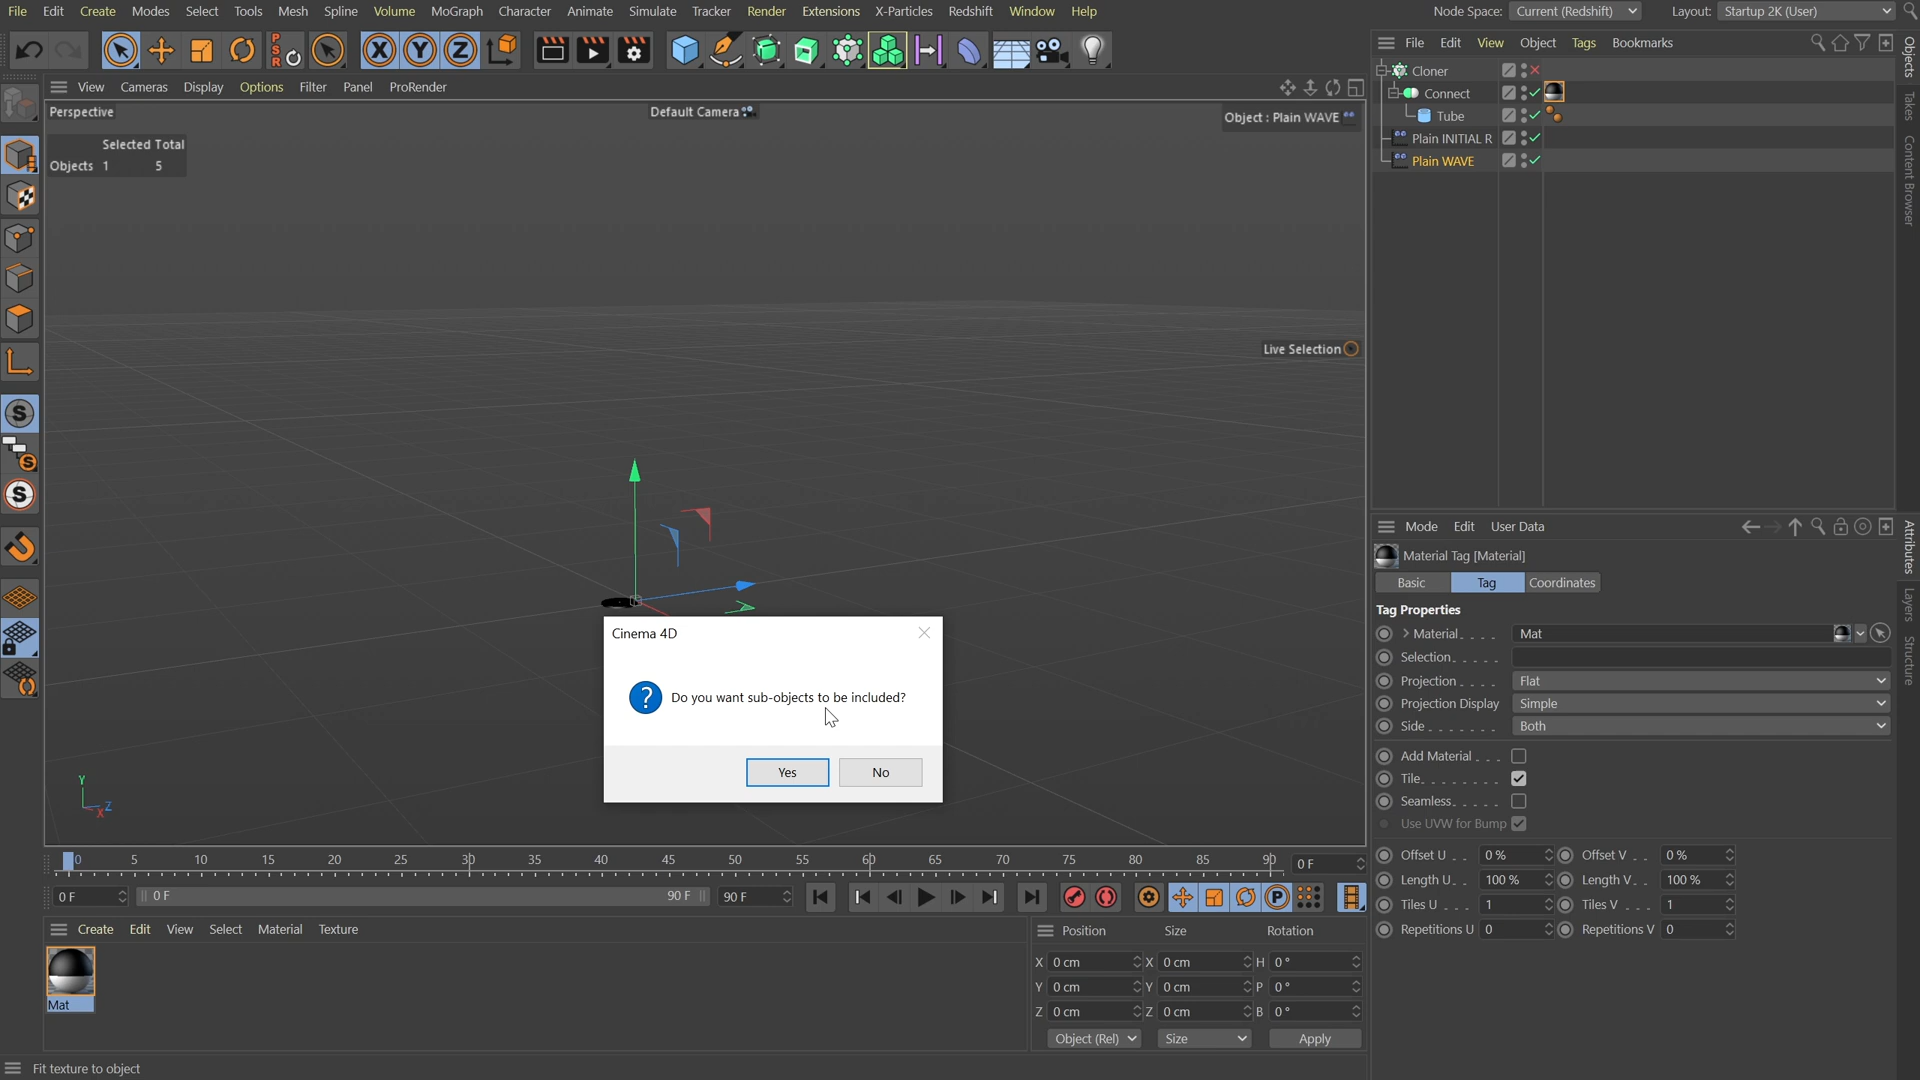 File Edit Create Modes Select Tools Mesh Spline Volume MoGraph Character Animate Simulate Tracker Render Extensions X-Particles Redshift Window Help
Node Space: Current (Redshift) Layout: Startup 2K (User)
View Cameras Display Options Filter Panel ProRender
File Edit View Object Tags Bookmarks
Perspective
Default Camera
Object : Plain WAVE
Selected Total
Objects 1 5
Live Selection
Cloner
Connect
Tube
Plain INITIAL R
Plain WAVE
Objects
Takes
Content Browser
Cinema 4D
Do you want sub-objects to be included?
Yes No
Y
Z
X
Mode Edit User Data
Material Tag [Material]
Basic Tag Coordinates
Tag Properties
Material Mat
Selection
Projection Flat
Projection Display Simple
Side Both
Add Material
Tile
Seamless
Use UVW for Bump
Offset U 0 % Offset V 0 %
Length U 100 % Length V 100 %
Tiles U 1 Tiles V 1
Repetitions U 0 Repetitions V 0
Attributes
Layers
Structure
0 5 10 15 20 25 30 35 40 45 50 55 60 65 70 75 80 85 90 0 F
0 F 0 F 90 F 90 F
Create Edit View Select Material Texture
Mat
Position Size Rotation
X 0 cm X 0 cm H 0 °
Y 0 cm Y 0 cm P 0 °
Z 0 cm Z 0 cm B 0 °
Object (Rel) Size Apply
Fit texture to object